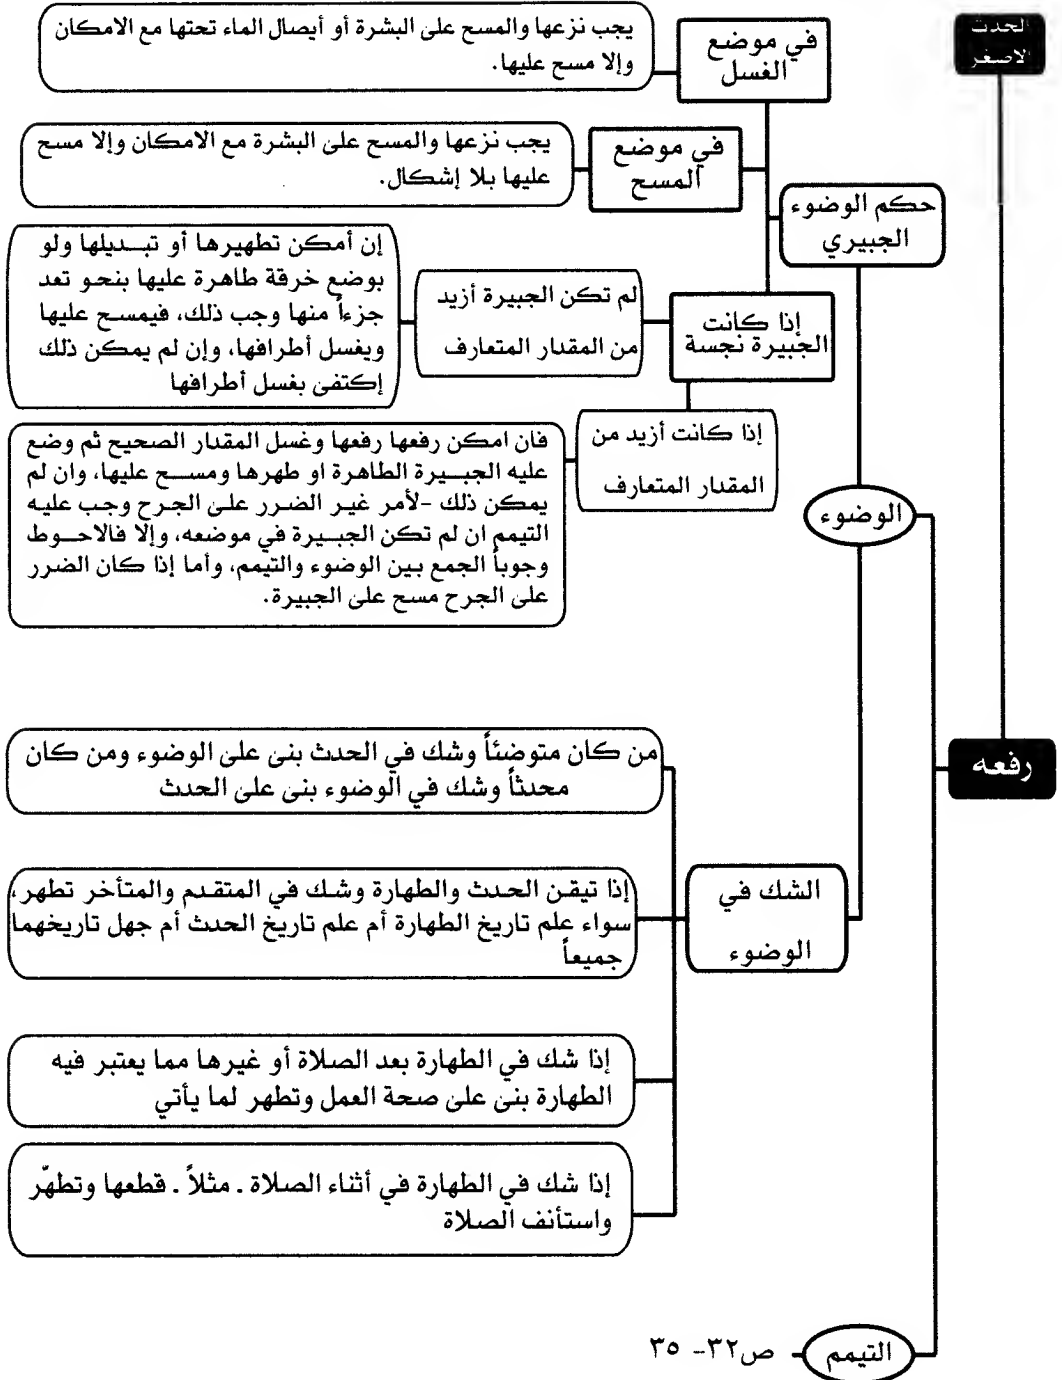 الحدث
الاصغر
في موضع
الغسل
يجب نزعها والمسح على البشرة أو أيصال الماء تحتها مع الامكان
وإلا مسح عليها.
في موضع
المسح
يجب نزعها والمسح على البشرة مع الامكان وإلا مسح
عليها بلا إشكال.
حكم الوضوء
الجبيري
إذا كانت
الجبيرة نجسة
لم تكن الجبيرة أزيد
من المقدار المتعارف
إن أمكن تطهيرها أو تبديلها ولو
بوضع خرقة طاهرة عليها بنحو تعد
جزءاً منها وجب ذلك، فيمسح عليها
ويغسل أطرافها، وإن لم يمكن ذلك
إكتفى بغسل أطرافها
إذا كانت أزيد من
المقدار المتعارف
فان امكن رفعها رفعها وغسل المقدار الصحيح ثم وضع
عليه الجبيرة الطاهرة او طهرها ومسح عليها، وان لم
يمكن ذلك -لأمر غير الضرر على الجرح وجب عليه
التيمم ان لم تكن الجبيرة في موضعه، وإلا فالاحوط
وجوباً الجمع بين الوضوء والتيمم، وأما إذا كان الضرر
على الجرح مسح على الجبيرة.
الوضوء
رفعه
من كان متوضئاً وشك في الحدث بنى على الوضوء ومن كان
محدثاً وشك في الوضوء بنى على الحدث
الشك في
الوضوء
إذا تيقن الحدث والطهارة وشك في المتقدم والمتأخر تطهر،
سواء علم تاريخ الطهارة أم علم تاريخ الحدث أم جهل تاريخهما
جميعاً
إذا شك في الطهارة بعد الصلاة أو غيرها مما يعتبر فيه
الطهارة بنى على صحة العمل وتطهر لما يأتي
إذا شك في الطهارة في أثناء الصلاة . مثلاً . قطعها وتطهّر
واستأنف الصلاة
التيمم
ص٣٢- ٣٥